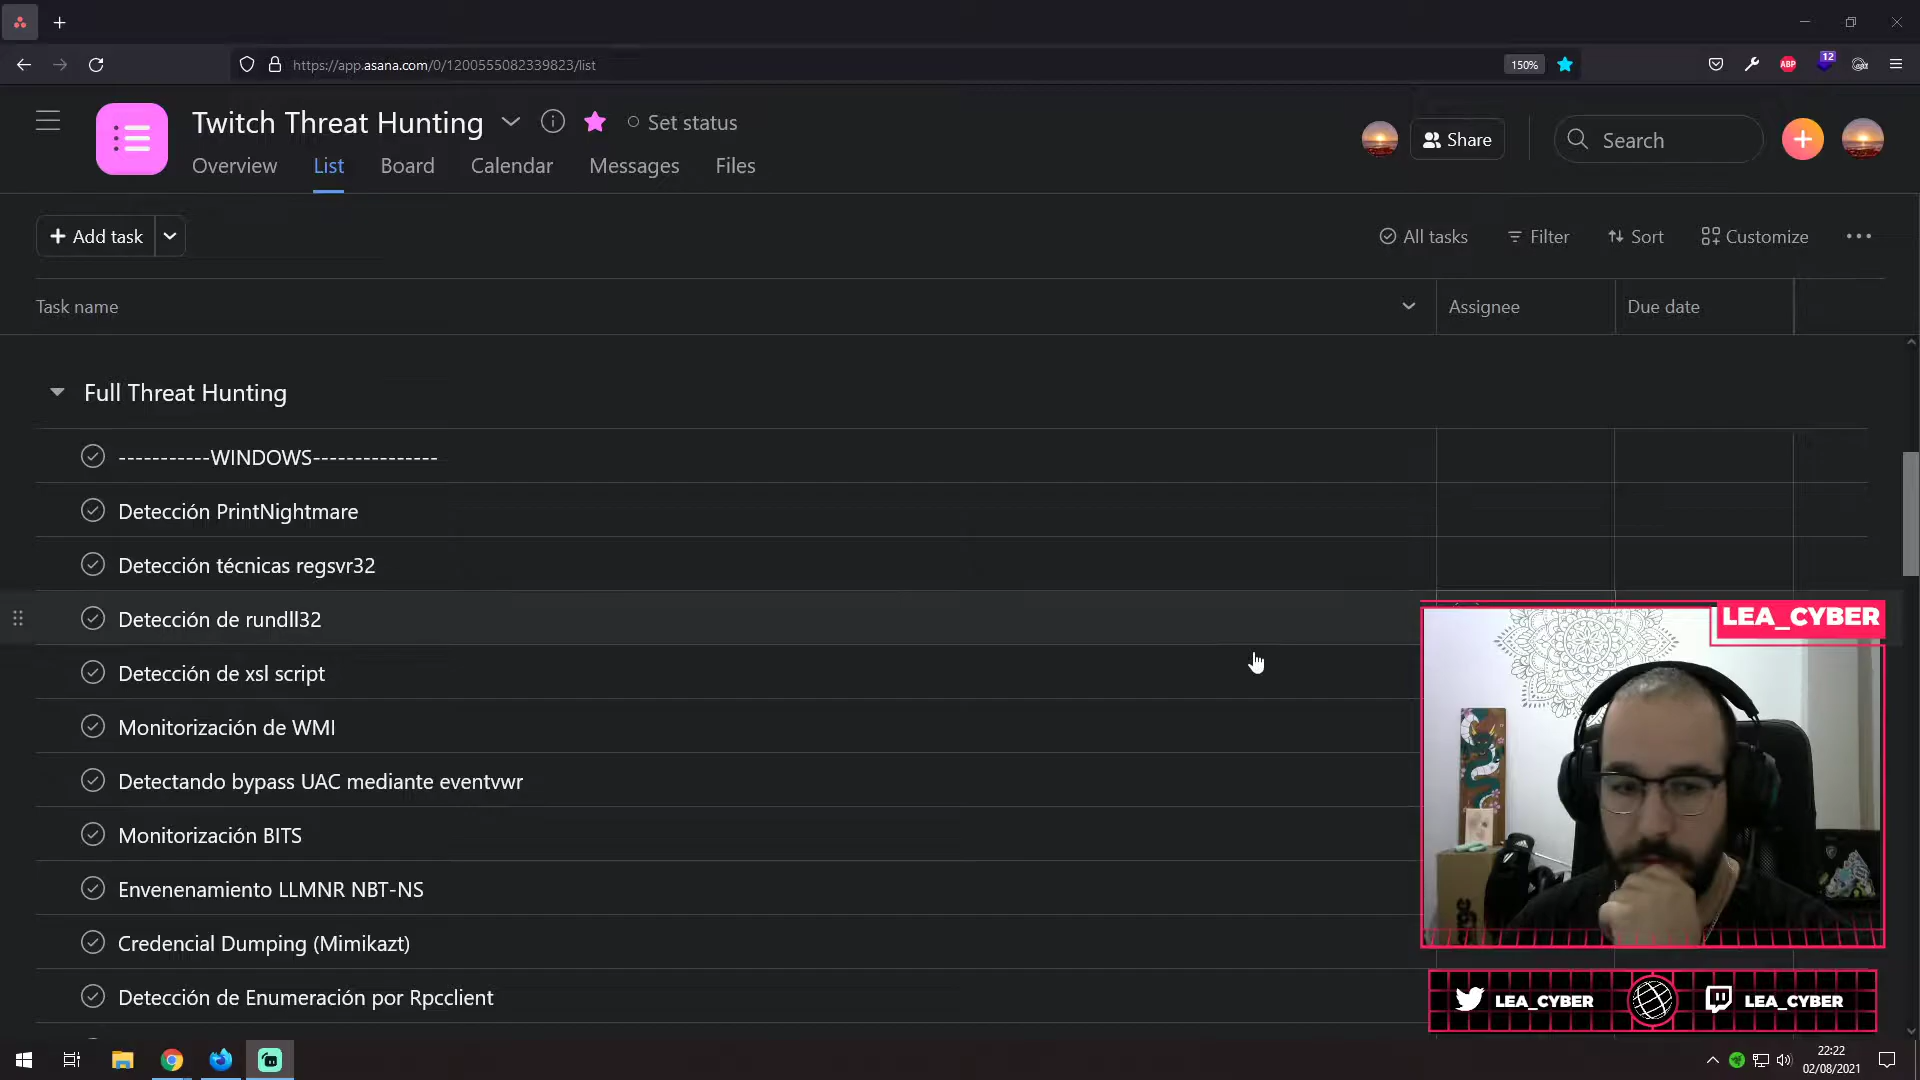 https://app.asana.com/0/1200555082339823/list
150%
ABP
12
Twitch Threat Hunting
Set status
Share
Search
Overview
List
Board
Calendar
Messages
Files
Add task
All tasks
Filter
Sort
Customize
Task name
Assignee
Due date
Full Threat Hunting
-----------WINDOWS---------------
Detección PrintNightmare
Detección técnicas regsvr32
Detección de rundll32
Detección de xsl script
Monitorización de WMI
Detectando bypass UAC mediante eventvwr
Monitorización BITS
Envenenamiento LLMNR NBT-NS
Credencial Dumping (Mimikazt)
Detección de Enumeración por Rpcclient
LEA_CYBER
LEA_CYBER
LEA_CYBER
22:22
02/08/2021